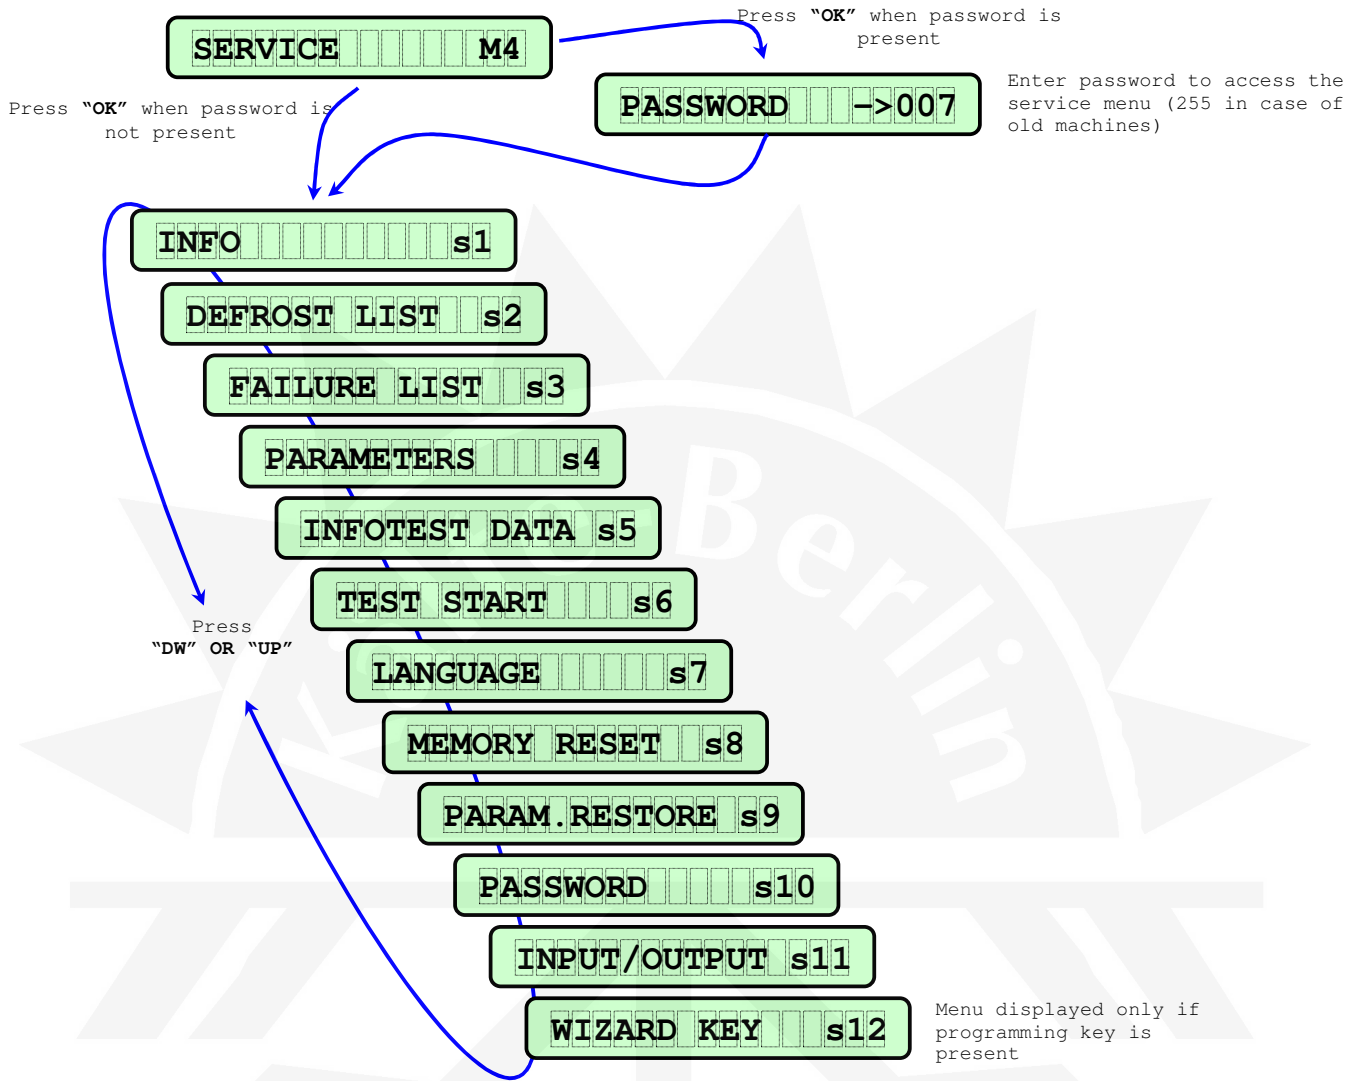 Press “OK” when password is
present
SERVICE M4
PASSWORD ->007
Enter password to access the
service menu (255 in case of
old machines)
Press “OK” when password is
not present
INFO s1
DEFROST LIST s2
FAILURE LIST s3
PARAMETERS s4
INFOTEST DATA s5
TEST START s6
Press
“DW” OR “UP”
LANGUAGE s7
MEMORY RESET s8
PARAM.RESTORE s9
PASSWORD s10
INPUT/OUTPUT s11
WIZARD KEY s12
Menu displayed only if
programming key is
present
-Berlin